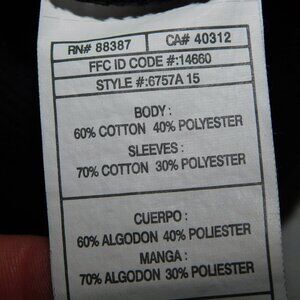 RN# 88387 CA# 40312
FFC ID CODE #:14660
STYLE #:6757A 15
BODY :
60% COTTON 40% POLYESTER
SLEEVES :
70% COTTON 30% POLYESTER
CUERPO :
60% ALGODON 40% POLIESTER
MANGA :
70% ALGODON 30% POLIESTER